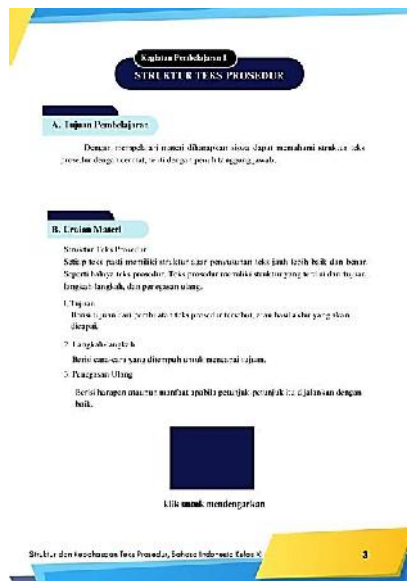 Kegiatan Pembelajaran 1
STRUKTUR TEKS PROSEDUR
A. Tujuan Pembelajaran
Dengan mempelajari materi diharapkan siswa dapat memahami struktur teks
prosedur dengan cermat, teliti dengan penuh tanggung jawab.
B. Uraian Materi
Struktur Teks Prosedur
Setiap teks pasti memiliki struktur agar penyusunan teks jauh lebih baik dan benar.
Seperti halnya teks prosedur. Teks prosedur memiliki struktur yang terdiri dari tujuan,
langkah-langkah, dan penegasan ulang.
1. Tujuan
Berisi tujuan dari pembuatan teks prosedur tersebut, atau hasil akhir yang akan
dicapai.
2. Langkah-langkah
Berisi cara-cara yang ditempuh untuk mencapai tujuan.
3. Penegasan Ulang
Berisi harapan ataupun manfaat apabila petunjuk-petunjuk itu dijalankan dengan
baik.
klik untuk mendengarkan
Struktur dan Kebahasaan Teks Prosedur, Bahasa Indonesia Kelas XI
3